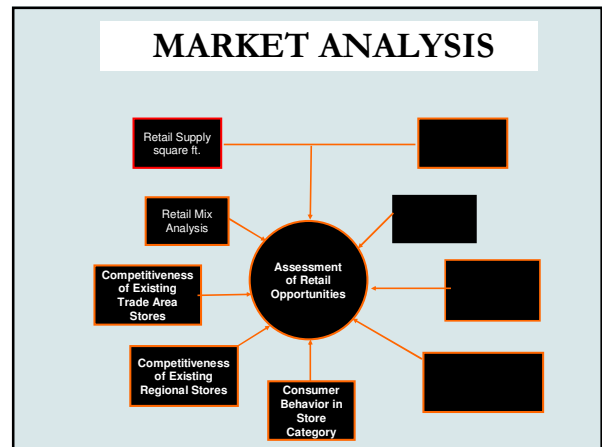 MARKET ANALYSIS
Retail Supply
square ft.
Retail Mix
Analysis
Assessment
of Retail
Opportunities
Competitiveness
of Existing
Trade Area
Stores
Competitiveness
of Existing
Regional Stores
Consumer
Behavior in
Store
Category